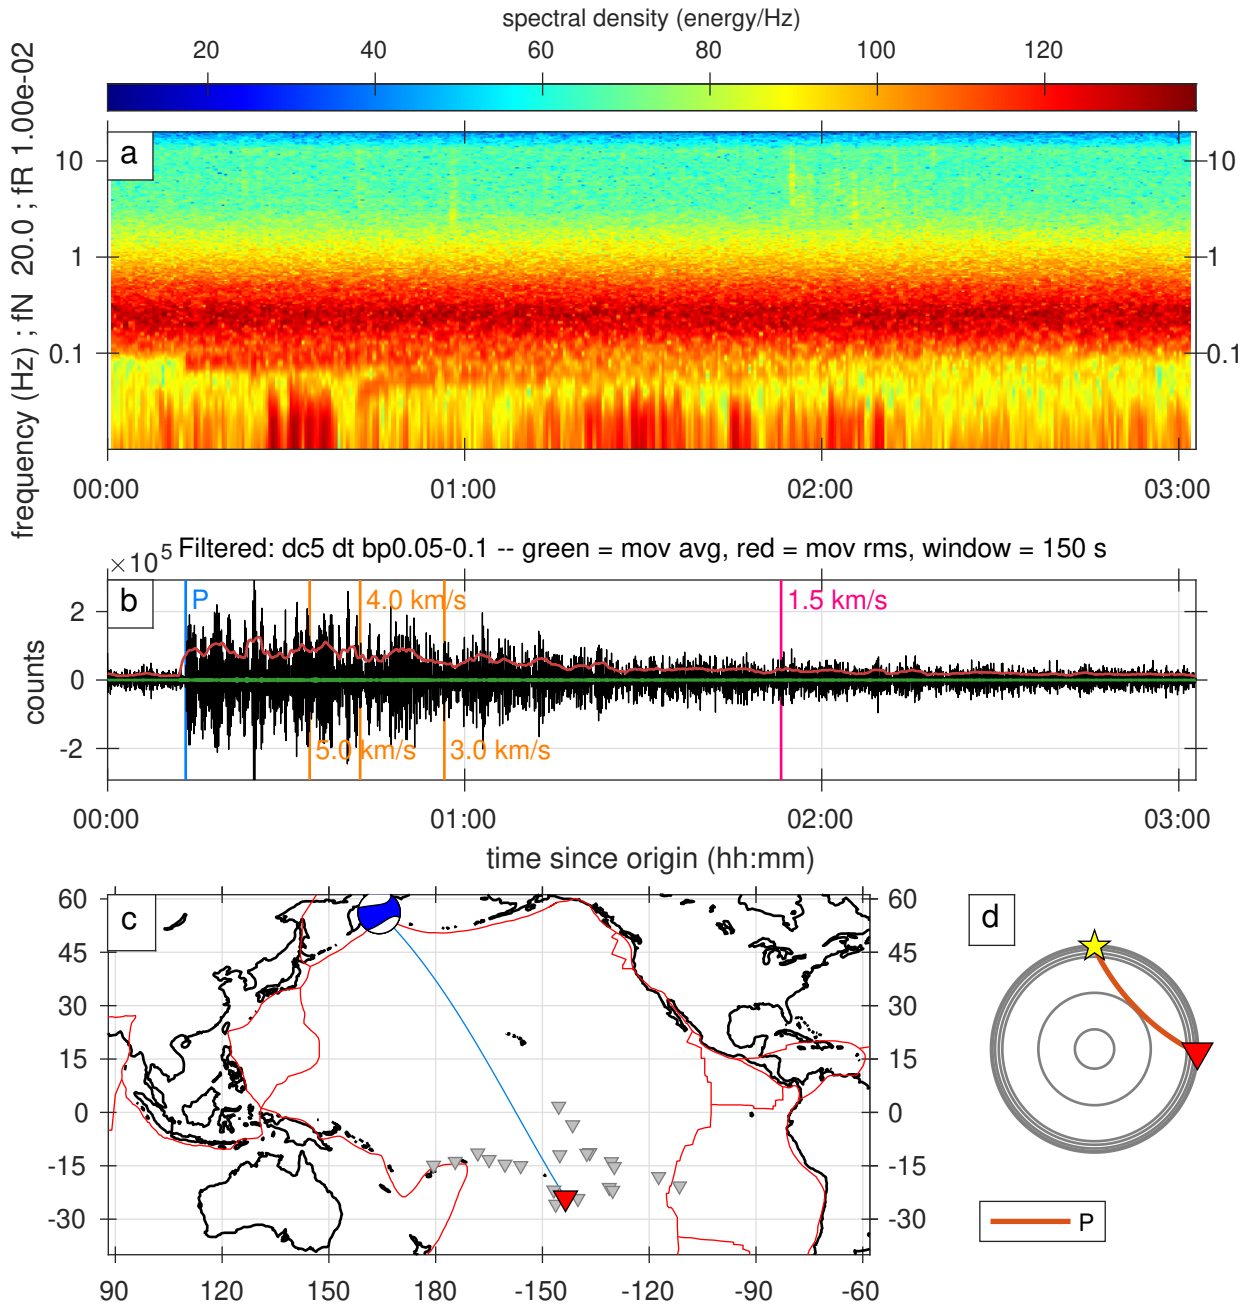 spectral density (energy/Hz)
20 40 60 80 100 120
frequency (Hz) ; fN 20.0 ; fR 1.00e-02
a
10 10
1 1
0.1 0.1
00:00 01:00 02:00 03:00
×10⁵ Filtered: dc5 dt bp0.05-0.1 -- green = mov avg, red = mov rms, window = 150 s
b
P 4.0 km/s 1.5 km/s
counts
2 2
0 0
-2 -2
5.0 km/s 3.0 km/s
00:00 01:00 02:00 03:00
time since origin (hh:mm)
c
60 60
45 45
30 30
15 15
0 0
-15 -15
-30 -30
90 120 150 180 -150 -120 -90 -60
d
P